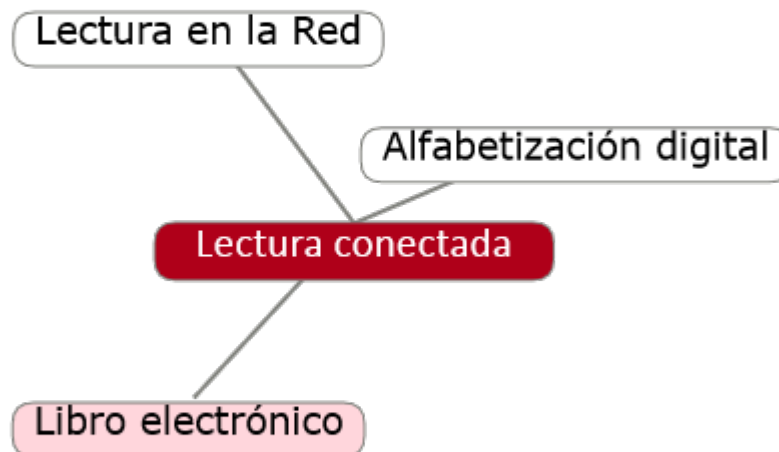 Lectura en la Red
Alfabetización digital
Lectura conectada
Libro electrónico